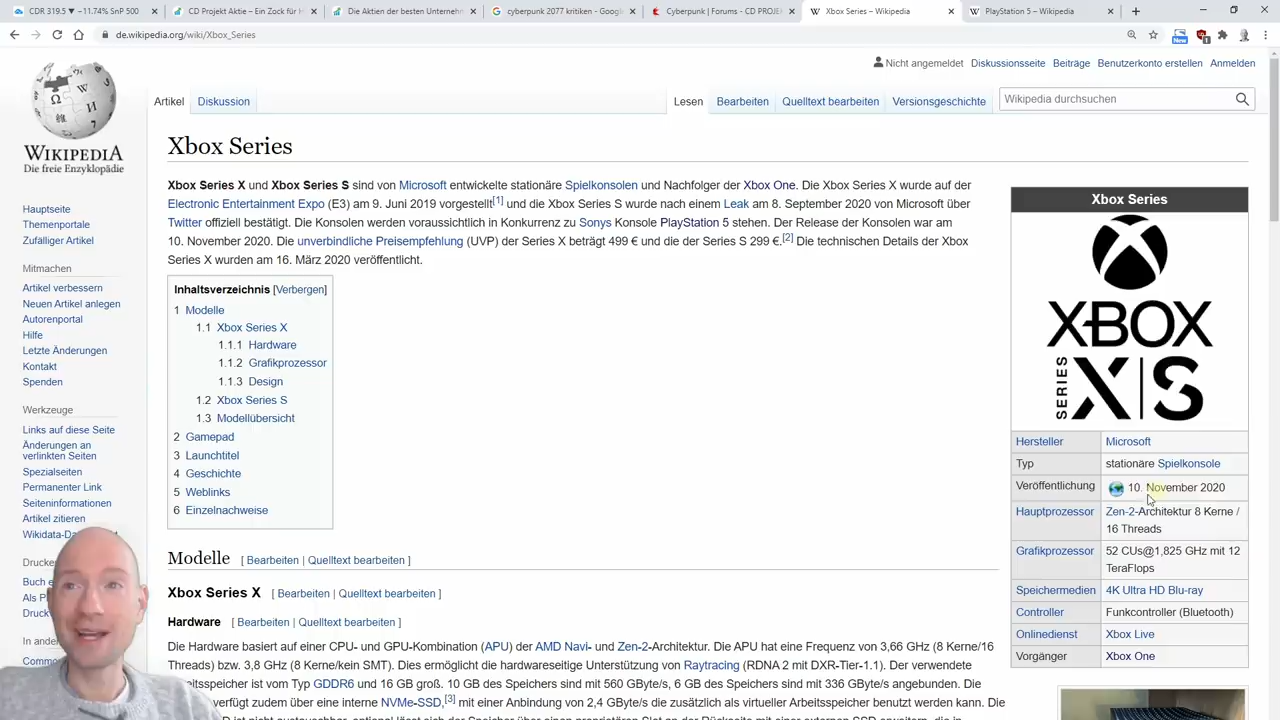 CDR 319.5 ▼ −11.74% SnP 500
CD Projekt Aktie – Ein Zock für H
Die Aktien der besten Unternehm
cyberpunk 2077 kritiken - Googl
Cyberpunk | Forums - CD PROJE
Xbox Series – Wikipedia
PlayStation 5 – Wikipedia
de.wikipedia.org/wiki/Xbox_Series
New
1
Nicht angemeldet Diskussionsseite Beiträge Benutzerkonto erstellen Anmelden
Artikel Diskussion Lesen Bearbeiten Quelltext bearbeiten Versionsgeschichte Wikipedia durchsuchen
WIKIPEDIA
Die freie Enzyklopädie
Hauptseite
Themenportale
Zufälliger Artikel
Mitmachen
Artikel verbessern
Neuen Artikel anlegen
Autorenportal
Hilfe
Letzte Änderungen
Kontakt
Spenden
Werkzeuge
Links auf diese Seite
Änderungen an
verlinkten Seiten
Spezialseiten
Permanenter Link
Seiteninformationen
Artikel zitieren
Wikidata-Da
Drucke
Buch e
Als P
Druck
In ande
Commo
Xbox Series
Xbox Series X und Xbox Series S sind von Microsoft entwickelte stationäre Spielkonsolen und Nachfolger der Xbox One. Die Xbox Series X wurde auf der
Electronic Entertainment Expo (E3) am 9. Juni 2019 vorgestellt[1] und die Xbox Series S wurde nach einem Leak am 8. September 2020 von Microsoft über
Twitter offiziell bestätigt. Die Konsolen werden voraussichtlich in Konkurrenz zu Sonys Konsole PlayStation 5 stehen. Der Release der Konsolen war am
10. November 2020. Die unverbindliche Preisempfehlung (UVP) der Series X beträgt 499 € und die der Series S 299 €.[2] Die technischen Details der Xbox
Series X wurden am 16. März 2020 veröffentlicht.
Inhaltsverzeichnis [Verbergen]
1 Modelle
1.1 Xbox Series X
1.1.1 Hardware
1.1.2 Grafikprozessor
1.1.3 Design
1.2 Xbox Series S
1.3 Modellübersicht
2 Gamepad
3 Launchtitel
4 Geschichte
5 Weblinks
6 Einzelnachweise
Modelle [ Bearbeiten | Quelltext bearbeiten ]
Xbox Series X [ Bearbeiten | Quelltext bearbeiten ]
Hardware [ Bearbeiten | Quelltext bearbeiten ]
Die Hardware basiert auf einer CPU- und GPU-Kombination (APU) der AMD Navi- und Zen-2-Architektur. Die APU hat eine Frequenz von 3,66 GHz (8 Kerne/16
Threads) bzw. 3,8 GHz (8 Kerne/kein SMT). Dies ermöglicht die hardwareseitige Unterstützung von Raytracing (RDNA 2 mit DXR-Tier-1.1). Der verwendete
eitsspeicher ist vom Typ GDDR6 und 16 GB groß. 10 GB des Speichers sind mit 560 GByte/s, 6 GB des Speichers sind mit 336 GByte/s angebunden. Die
verfügt zudem über eine interne NVMe-SSD,[3] mit einer Anbindung von 2,4 GByte/s die zusätzlich als virtueller Arbeitsspeicher benutzt werden kann. Die
Xbox Series
XBOX
SERIES X|S
Hersteller Microsoft
Typ stationäre Spielkonsole
Veröffentlichung 10. November 2020
Hauptprozessor Zen-2-Architektur 8 Kerne /
16 Threads
Grafikprozessor 52 CUs@1,825 GHz mit 12
TeraFlops
Speichermedien 4K Ultra HD Blu-ray
Controller Funkcontroller (Bluetooth)
Onlinedienst Xbox Live
Vorgänger Xbox One